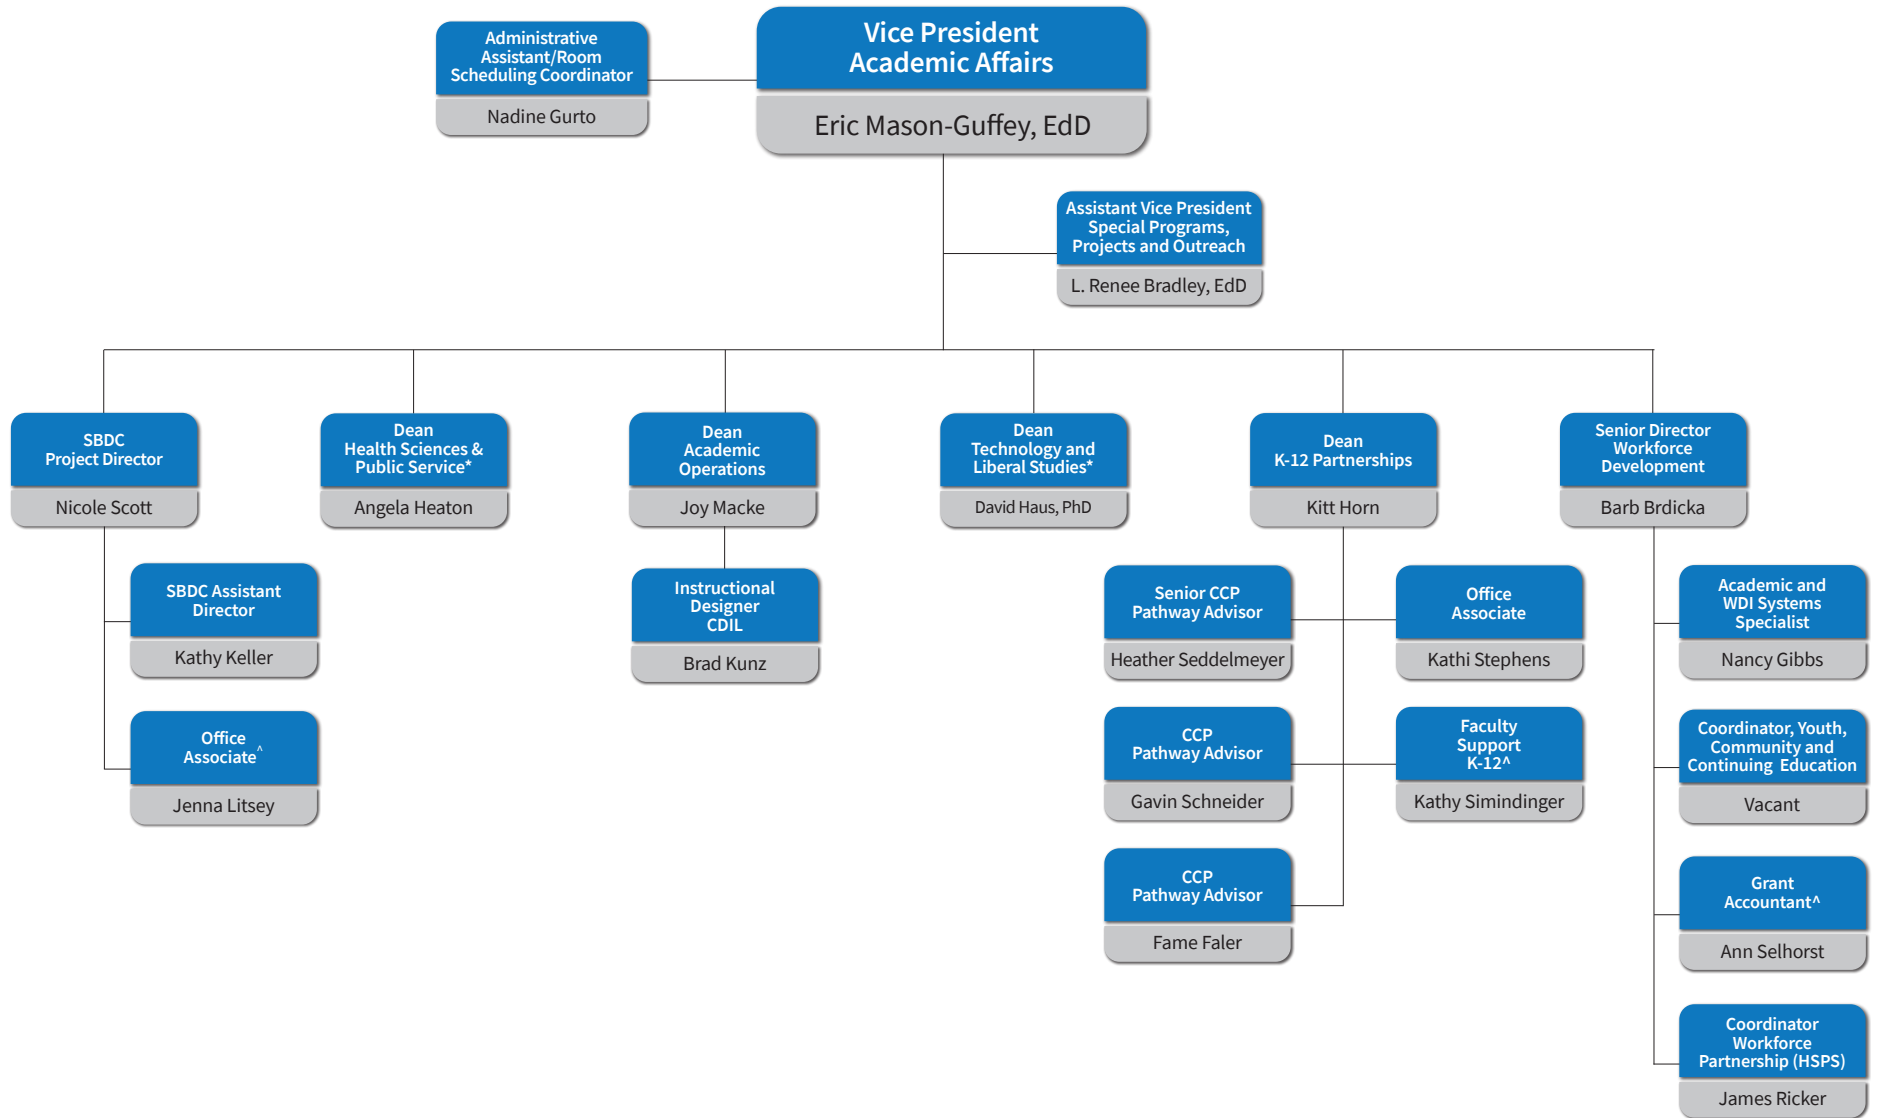 Administrative
Assistant/Room
Scheduling Coordinator
Nadine Gurto
Vice President
Academic Affairs
Eric Mason-Guffey, EdD
Assistant Vice President
Special Programs,
Projects and Outreach
L. Renee Bradley, EdD
SBDC
Project Director
Nicole Scott
Dean
Health Sciences &
Public Service*
Angela Heaton
Dean
Academic
Operations
Joy Macke
Dean
Technology and
Liberal Studies*
David Haus, PhD
Dean
K-12 Partnerships
Kitt Horn
Senior Director
Workforce
Development
Barb Brdicka
SBDC Assistant
Director
Kathy Keller
Office
Associate^
Jenna Litsey
Instructional
Designer
CDIL
Brad Kunz
Senior CCP
Pathway Advisor
Heather Seddelmeyer
Office
Associate
Kathi Stephens
CCP
Pathway Advisor
Gavin Schneider
Faculty
Support
K-12^
Kathy Simindinger
CCP
Pathway Advisor
Fame Faler
Academic and
WDI Systems
Specialist
Nancy Gibbs
Coordinator, Youth,
Community and
Continuing Education
Vacant
Grant
Accountant^
Ann Selhorst
Coordinator
Workforce
Partnership (HSPS)
James Ricker